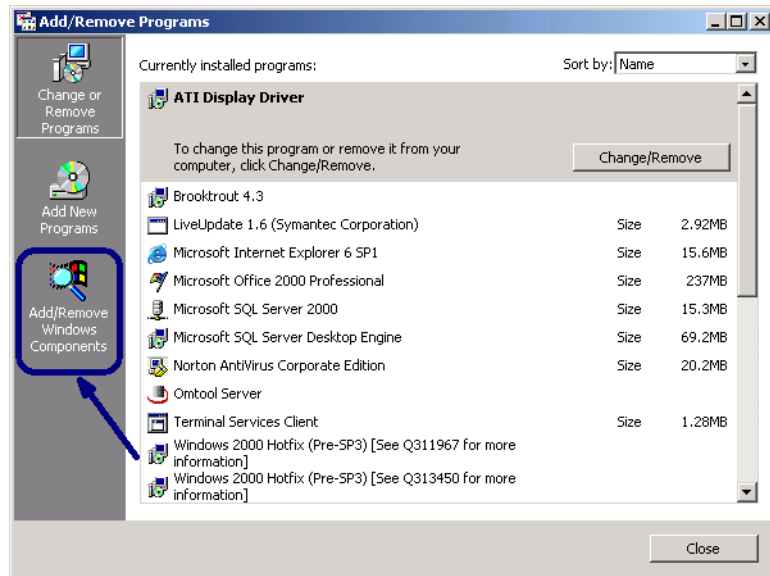 Add/Remove Programs
Change or
Remove
Programs
Add New
Programs
Add/Remove
Windows
Components
Currently installed programs:
Sort by: Name
ATI Display Driver
To change this program or remove it from your
computer, click Change/Remove.
Change/Remove
Brooktrout 4.3
LiveUpdate 1.6 (Symantec Corporation) Size 2.92MB
Microsoft Internet Explorer 6 SP1 Size 15.6MB
Microsoft Office 2000 Professional Size 237MB
Microsoft SQL Server 2000 Size 15.3MB
Microsoft SQL Server Desktop Engine Size 69.2MB
Norton AntiVirus Corporate Edition Size 20.2MB
Omtool Server
Terminal Services Client Size 1.28MB
Windows 2000 Hotfix (Pre-SP3) [See Q311967 for more
information]
Windows 2000 Hotfix (Pre-SP3) [See Q313450 for more
information]
Close